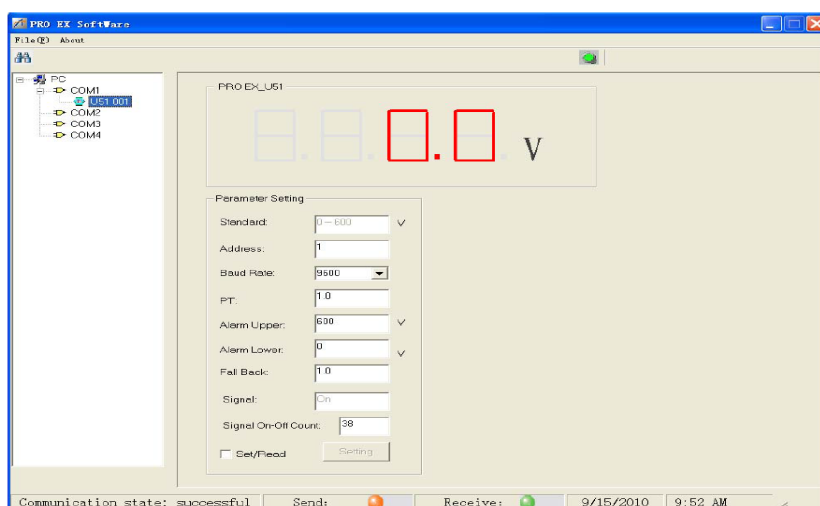 PRO EX SoftWare
File(F) About
PC
COM1
U51 001
COM2
COM3
COM4
PRO EX_U51
0.0 V
Parameter Setting
Standard: 0-600 V
Address: 1
Baud Rate: 9600
PT: 1.0
Alarm Upper: 600 V
Alarm Lower: 0 V
Fall Back: 1.0
Signal: On
Signal On-Off Count: 38
Set/Read Setting
Communication state: successful Send: Receive: 9/15/2010 9:52 AM